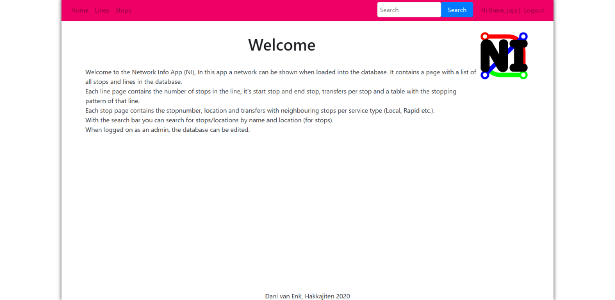 Home Lines Stops
Search
Search
Logout
Welcome
NI
Welcome to the Network Info App (NI), in this app a network can be shown when loaded into the database. It contains a page with a list of
all stops and lines in the database.
Each line page contains the number of stops in the line, it's start stop and end stop, transfers per stop and a table with the stopping
pattern of that line.
Each stop page contains the stopnumber, location and transfers with neighbouring stops per service type (Local, Rapid etc.).
With the search bar you can search for stops/locations by name and location (for stops).
When logged on as an admin, the database can be edited.
Dani van Enk, Hakkajiten 2020